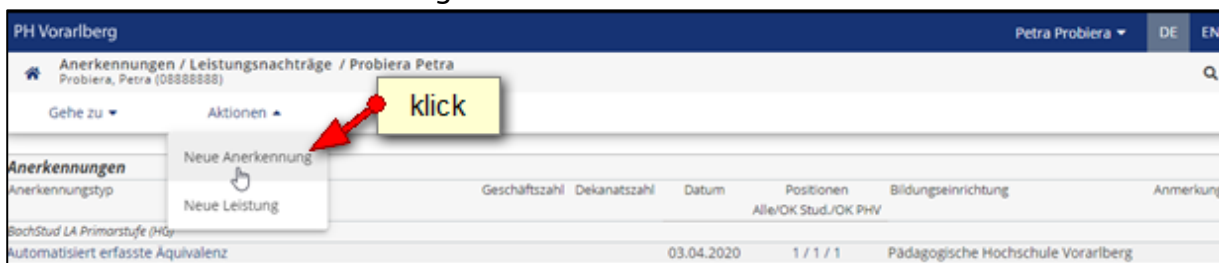 PH Vorarlberg Petra Probiera DE EN
Anerkennungen / Leistungsnachträge / Probiera Petra
Probiera, Petra (08888888)
Gehe zu Aktionen klick
Neue Anerkennung
Anerkennungen
Anerkennungstyp Geschäftszahl Dekanatszahl Datum Positionen Bildungseinrichtung Anmerkung
Neue Leistung Alle/OK Stud./OK PHV
BachStud LA Primarstufe (HG)
Automatisiert erfasste Äquivalenz 03.04.2020 1 / 1 / 1 Pädagogische Hochschule Vorarlberg